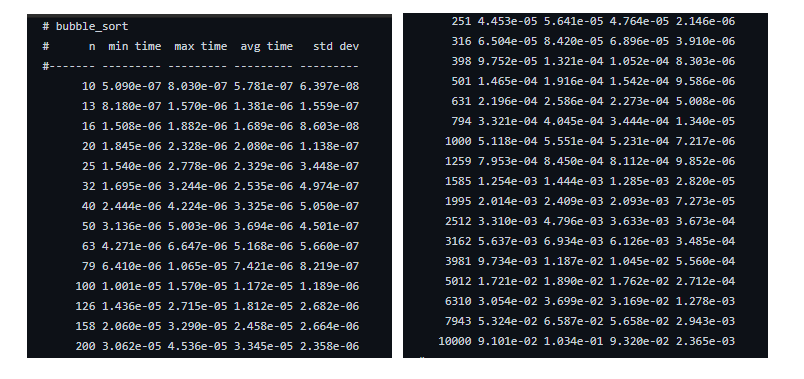 # bubble_sort
# n min time max time avg time std dev
#------- --------- --------- --------- ---------
10 5.090e-07 8.030e-07 5.781e-07 6.397e-08
13 8.180e-07 1.570e-06 1.381e-06 1.559e-07
16 1.508e-06 1.882e-06 1.689e-06 8.603e-08
20 1.845e-06 2.328e-06 2.080e-06 1.138e-07
25 1.540e-06 2.778e-06 2.329e-06 3.448e-07
32 1.695e-06 3.244e-06 2.535e-06 4.974e-07
40 2.444e-06 4.224e-06 3.325e-06 5.050e-07
50 3.136e-06 5.003e-06 3.694e-06 4.501e-07
63 4.271e-06 6.647e-06 5.168e-06 5.660e-07
79 6.410e-06 1.065e-05 7.421e-06 8.219e-07
100 1.001e-05 1.570e-05 1.172e-05 1.189e-06
126 1.436e-05 2.715e-05 1.812e-05 2.682e-06
158 2.060e-05 3.290e-05 2.458e-05 2.664e-06
200 3.062e-05 4.536e-05 3.345e-05 2.358e-06
251 4.453e-05 5.641e-05 4.764e-05 2.146e-06
316 6.504e-05 8.420e-05 6.896e-05 3.910e-06
398 9.752e-05 1.321e-04 1.052e-04 8.303e-06
501 1.465e-04 1.916e-04 1.542e-04 9.586e-06
631 2.196e-04 2.586e-04 2.273e-04 5.008e-06
794 3.321e-04 4.045e-04 3.444e-04 1.340e-05
1000 5.118e-04 5.551e-04 5.231e-04 7.217e-06
1259 7.953e-04 8.450e-04 8.112e-04 9.852e-06
1585 1.254e-03 1.444e-03 1.285e-03 2.820e-05
1995 2.014e-03 2.409e-03 2.093e-03 7.273e-05
2512 3.310e-03 4.796e-03 3.633e-03 3.673e-04
3162 5.637e-03 6.934e-03 6.126e-03 3.485e-04
3981 9.734e-03 1.187e-02 1.045e-02 5.560e-04
5012 1.721e-02 1.890e-02 1.762e-02 2.712e-04
6310 3.054e-02 3.699e-02 3.169e-02 1.278e-03
7943 5.324e-02 6.587e-02 5.658e-02 2.943e-03
10000 9.101e-02 1.034e-01 9.320e-02 2.365e-03